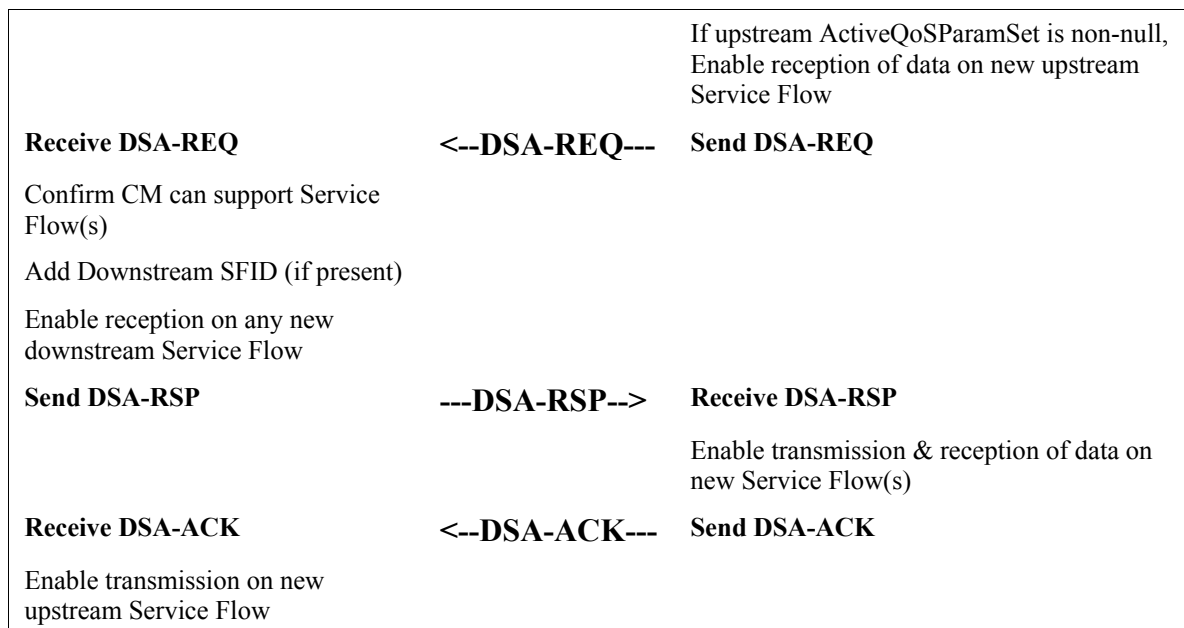 If upstream ActiveQoSParamSet is non-null,
Enable reception of data on new upstream
Service Flow
Receive DSA-REQ <--DSA-REQ--- Send DSA-REQ
Confirm CM can support Service
Flow(s)
Add Downstream SFID (if present)
Enable reception on any new
downstream Service Flow
Send DSA-RSP ---DSA-RSP--> Receive DSA-RSP
Enable transmission & reception of data on
new Service Flow(s)
Receive DSA-ACK <--DSA-ACK--- Send DSA-ACK
Enable transmission on new
upstream Service Flow